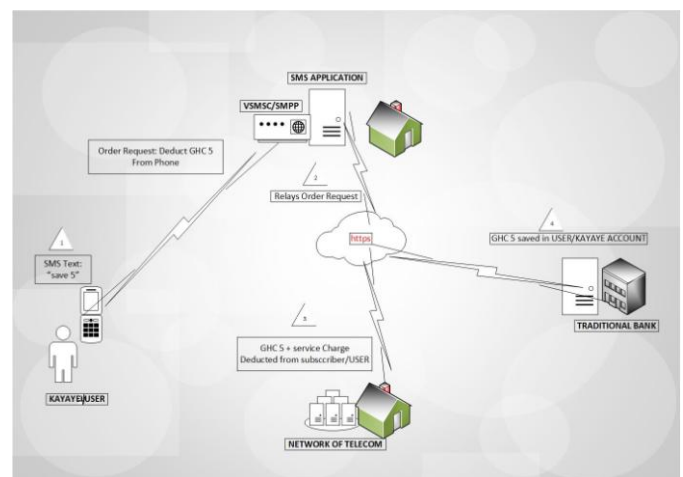 SMS APPLICATION
VSMSC/SMPP
Order Request: Deduct GHC 5
From Phone
2
Relays Order Request
1
SMS Text:
"save 5"
https
4
GHC 5 saved in USER/KAYAYE ACCOUNT
TRADITIONAL BANK
3
GHC 5 + service Charge
Deducted from subsccriber/USER
KAYAYEI/USER
NETWORK OF TELECOM